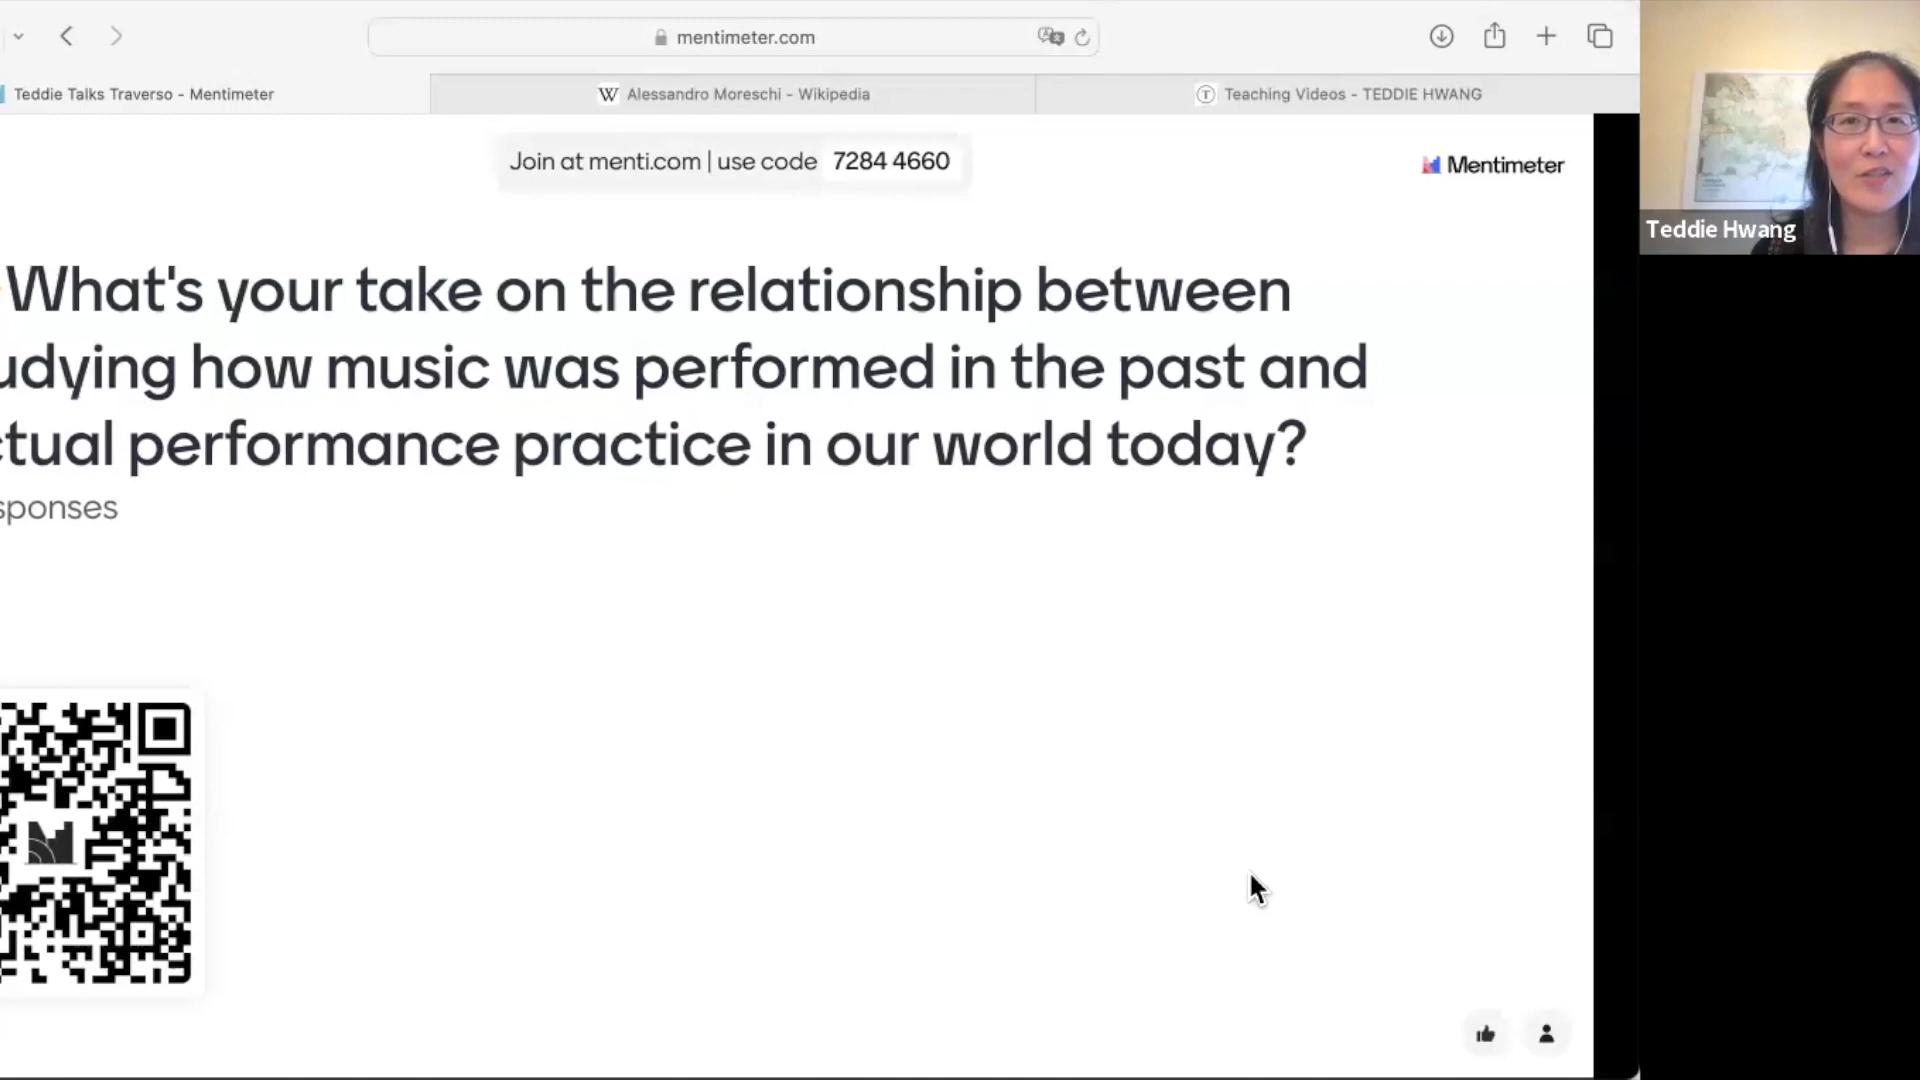 mentimeter.com
Teddie Talks Traverso - Mentimeter
W Alessandro Moreschi - Wikipedia
T Teaching Videos - TEDDIE HWANG
Join at menti.com | use code 7284 4660
Mentimeter
Teddie Hwang
What's your take on the relationship between
udying how music was performed in the past and
ctual performance practice in our world today?
sponses